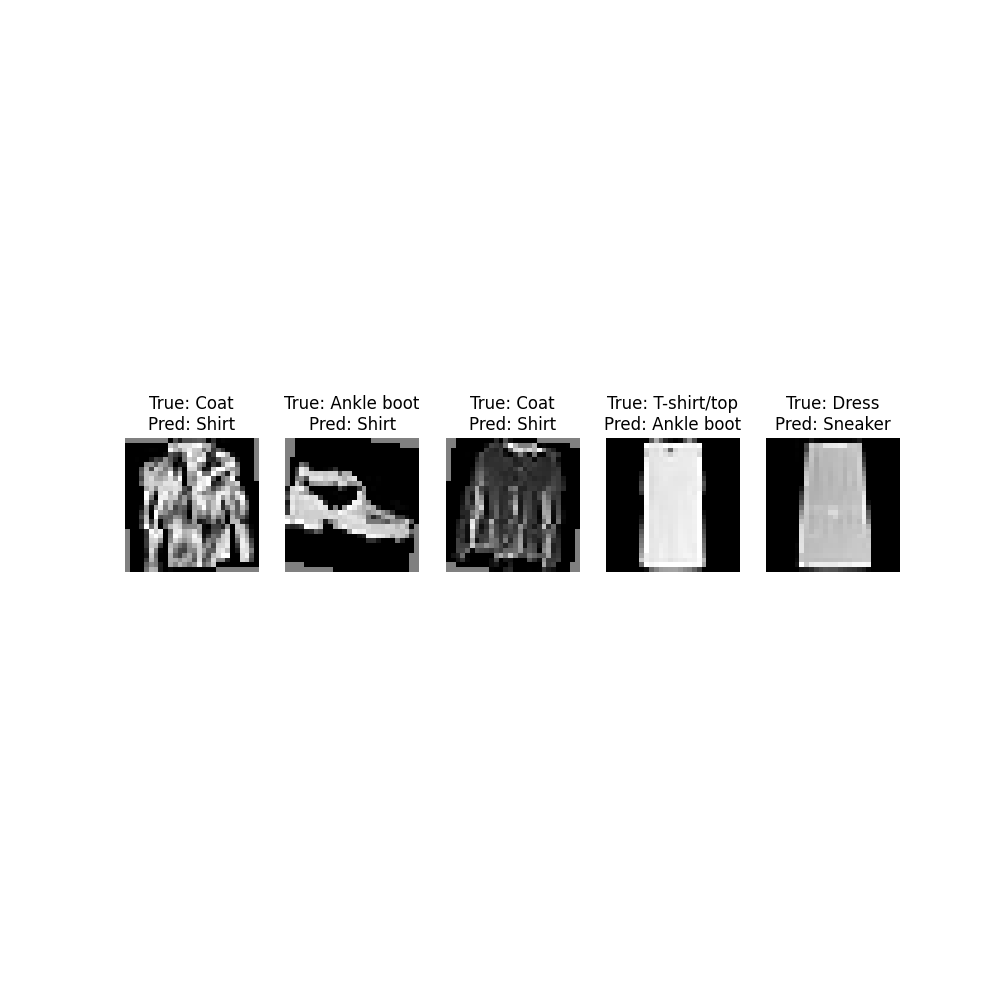 True: Coat
Pred: Shirt
True: Ankle boot
Pred: Shirt
True: Coat
Pred: Shirt
True: T-shirt/top
Pred: Ankle boot
True: Dress
Pred: Sneaker